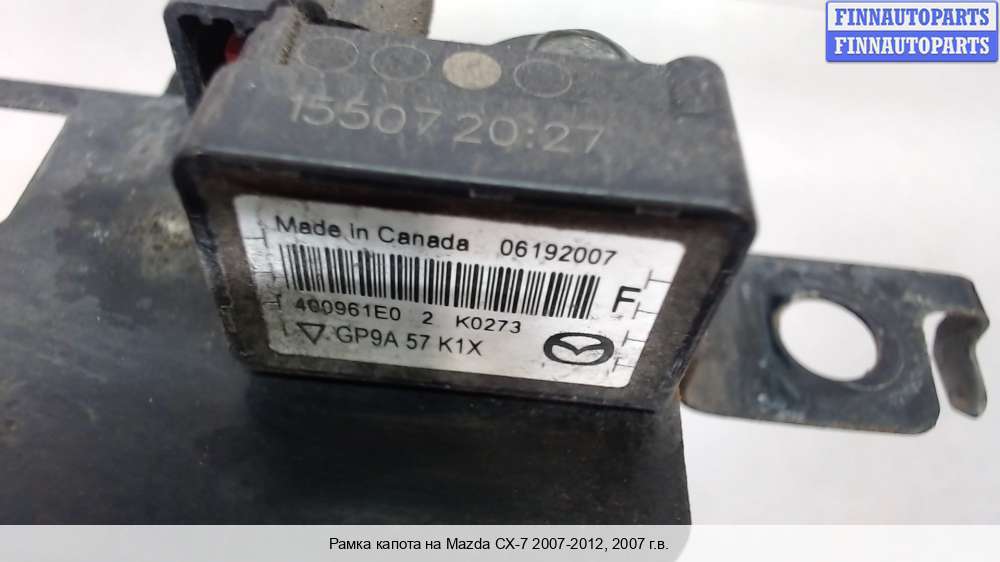 FINNAUTOPARTS
FINNAUTOPARTS
15507 20:27
Made in Canada 06192007
F
400961E0 2 K0273
GP9A 57 K1X
Рамка капота на Mazda CX-7 2007-2012, 2007 г.в.